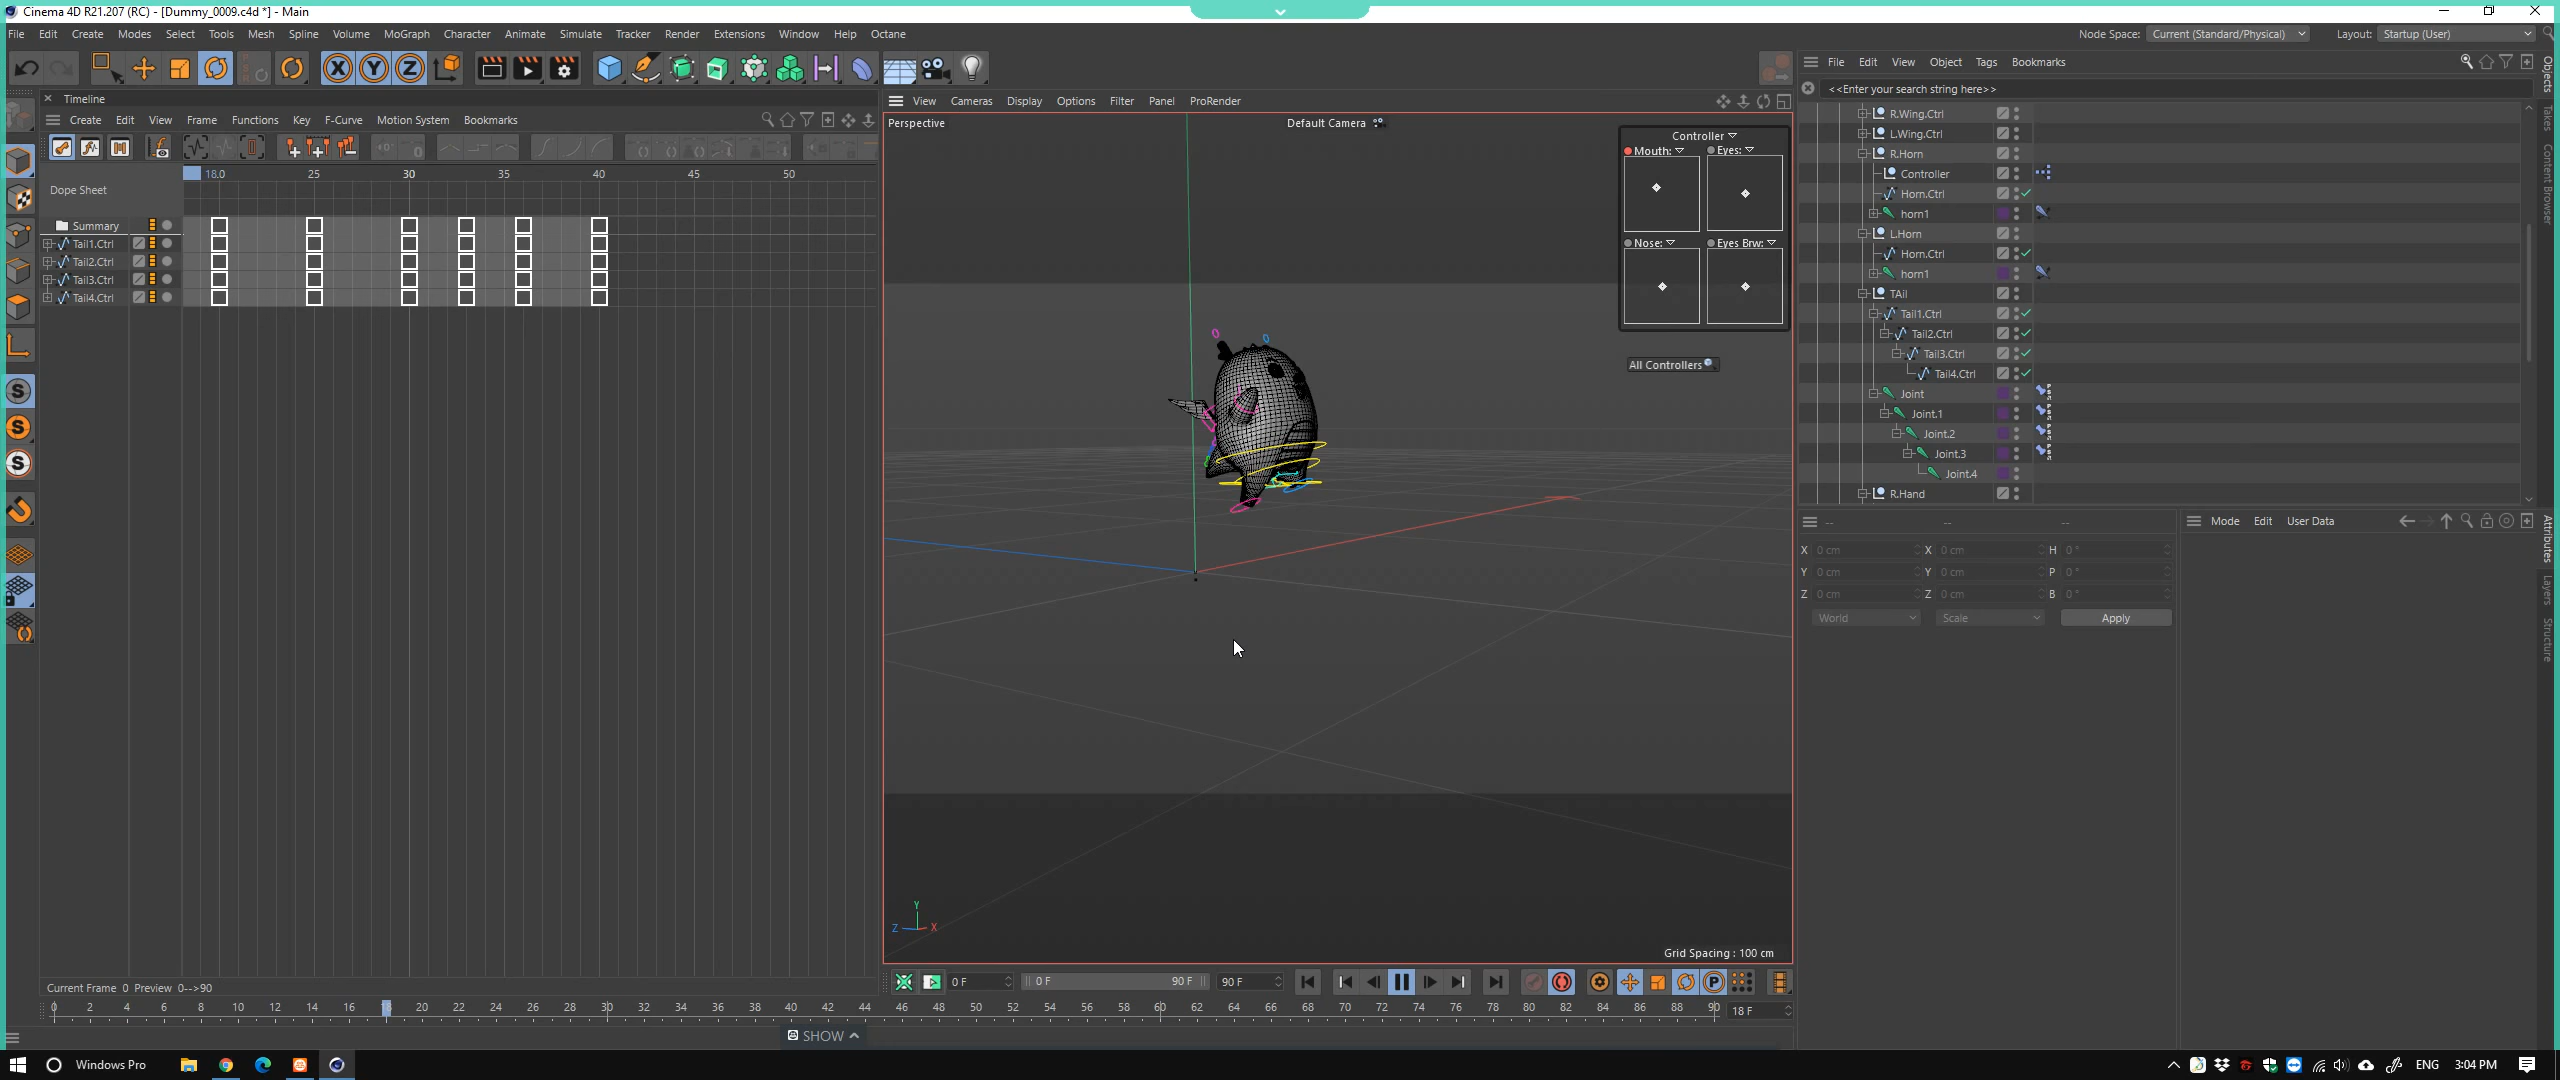 Cinema 4D R21.207 (RC) - [Dummy_0009.c4d *] - Main
File Edit Create Modes Select Tools Mesh Spline Volume MoGraph Character Animate Simulate Tracker Render Extensions Window Help Octane
Node Space: Current (Standard/Physical) Layout: Startup (User)
File Edit View Object Tags Bookmarks
<<Enter your search string here>>
Timeline
Create Edit View Frame Functions Key F-Curve Motion System Bookmarks
18.0 25 30 35 40 45 50
Dope Sheet
Summary
Tail1.Ctrl
Tail2.Ctrl
Tail3.Ctrl
Tail4.Ctrl
View Cameras Display Options Filter Panel ProRender
Perspective
Default Camera
Controller
Mouth: Eyes:
Nose: Eyes Brw:
All Controllers
Y
Z X
Grid Spacing : 100 cm
R.Wing.Ctrl
L.Wing.Ctrl
R.Horn
Controller
Horn.Ctrl
horn1
L.Horn
Horn.Ctrl
horn1
TAil
Tail1.Ctrl
Tail2.Ctrl
Tail3.Ctrl
Tail4.Ctrl
Joint
Joint.1
Joint.2
Joint.3
Joint.4
R.Hand
Objects
Takes
Content Browser
Attributes
Layers
Structure
-- -- --
Mode Edit User Data
X 0 cm X 0 cm H 0 °
Y 0 cm Y 0 cm P 0 °
Z 0 cm Z 0 cm B 0 °
World Scale Apply
Current Frame 0 Preview 0-->90
0 F 0 F 90 F 90 F
0 2 4 6 8 10 12 14 16 18 20 22 24 26 28 30 32 34 36 38 40 42 44 46 48 50 52 54 56 58 60 62 64 66 68 70 72 74 76 78 80 82 84 86 88 90 18 F
SHOW
Windows Pro
ENG 3:04 PM